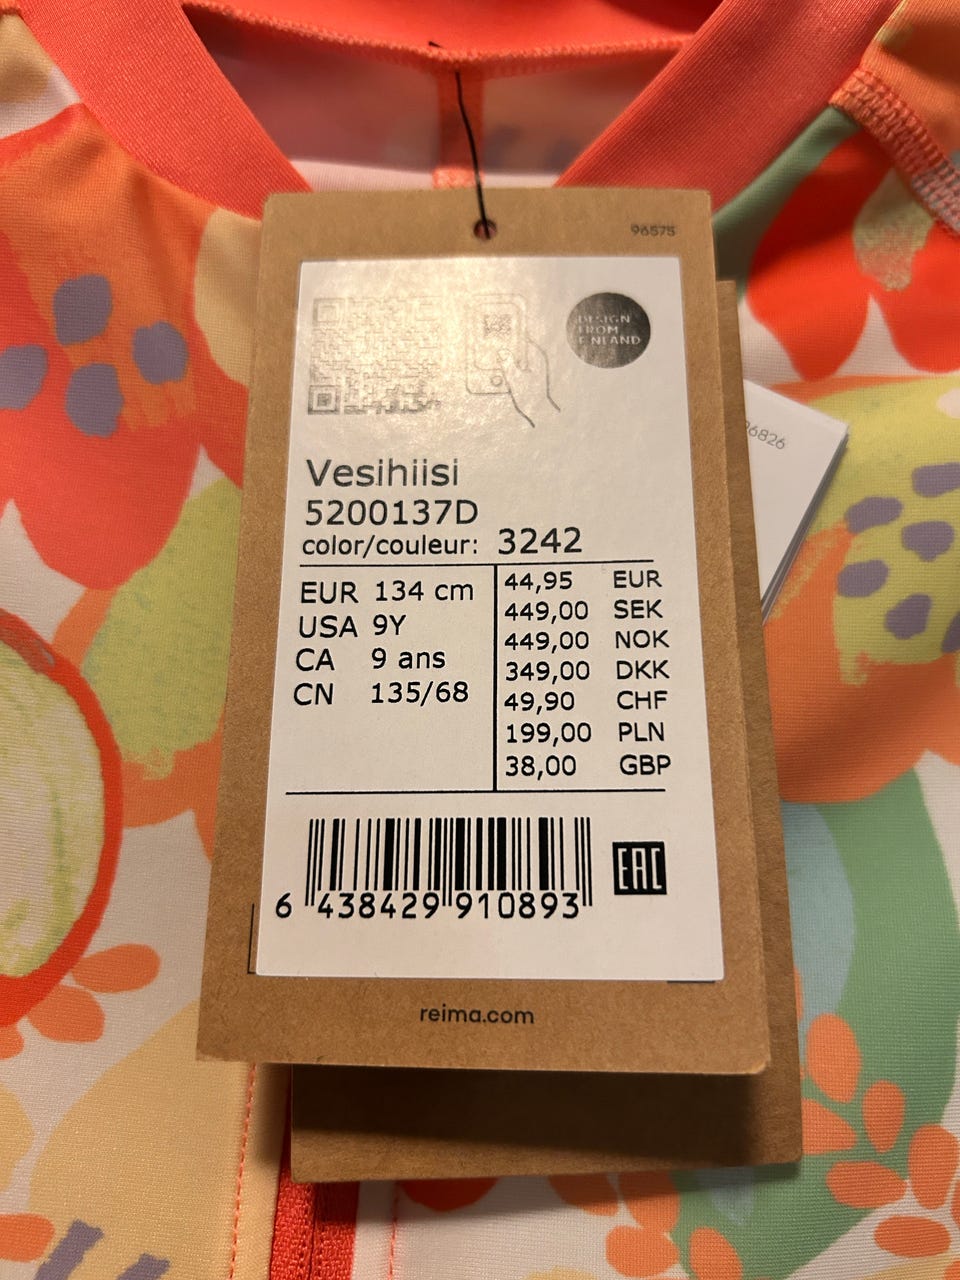 96575
DESIGN
FROM
FINLAND
Vesihiisi
5200137D
color/couleur: 3242
EUR 134 cm
USA 9Y
CA 9 ans
CN 135/68
44,95 EUR
449,00 SEK
449,00 NOK
349,00 DKK
49,90 CHF
199,00 PLN
38,00 GBP
6 438429 910893
EAC
reima.com